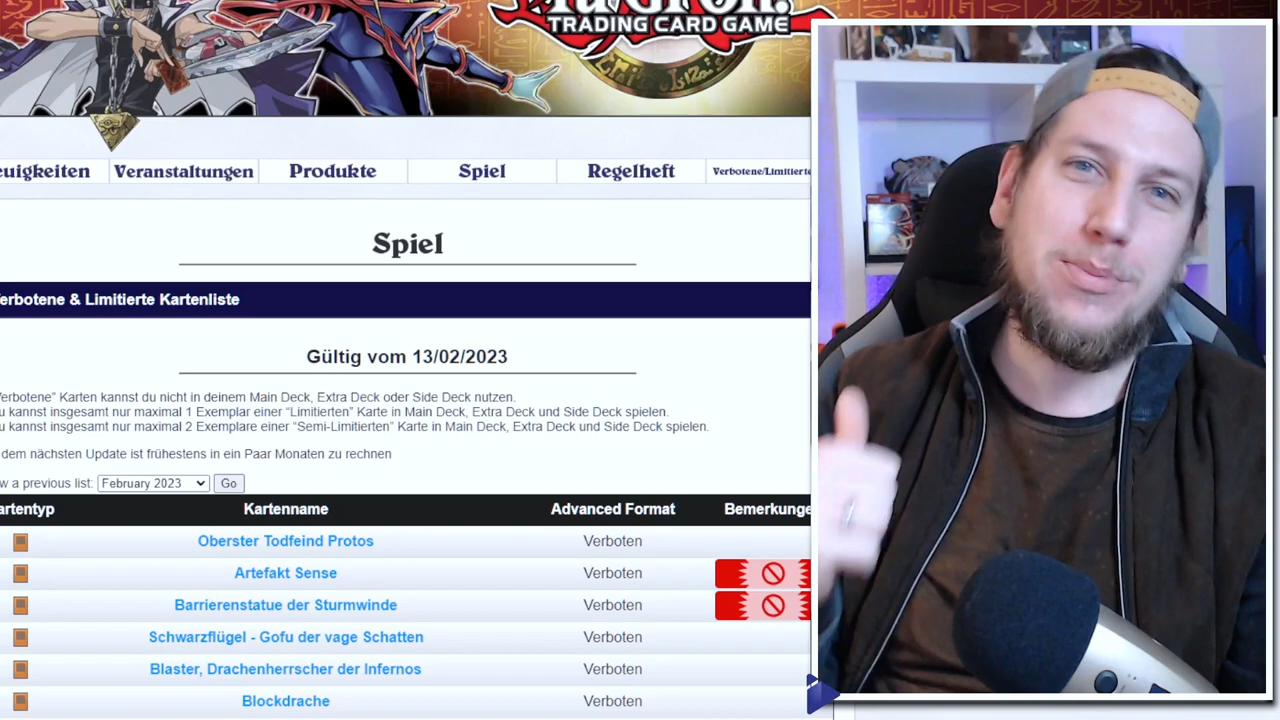 TRADING CARD GAME
euigkeiten Veranstaltungen Produkte Spiel Regelheft Verbotene/Limitierte
Spiel
erbotene & Limitierte Kartenliste
Gültig vom 13/02/2023
Verbotene” Karten kannst du nicht in deinem Main Deck, Extra Deck oder Side Deck nutzen.
u kannst insgesamt nur maximal 1 Exemplar einer “Limitierten” Karte in Main Deck, Extra Deck und Side Deck spielen.
u kannst insgesamt nur maximal 2 Exemplare einer “Semi-Limitierten” Karte in Main Deck, Extra Deck und Side Deck spielen.
dem nächsten Update ist frühestens in ein Paar Monaten zu rechnen
w a previous list: February 2023 Go
artentyp Kartenname Advanced Format Bemerkunge
Oberster Todfeind Protos Verboten
Artefakt Sense Verboten
Barrierenstatue der Sturmwinde Verboten
Schwarzflügel - Gofu der vage Schatten Verboten
Blaster, Drachenherrscher der Infernos Verboten
Blockdrache Verboten